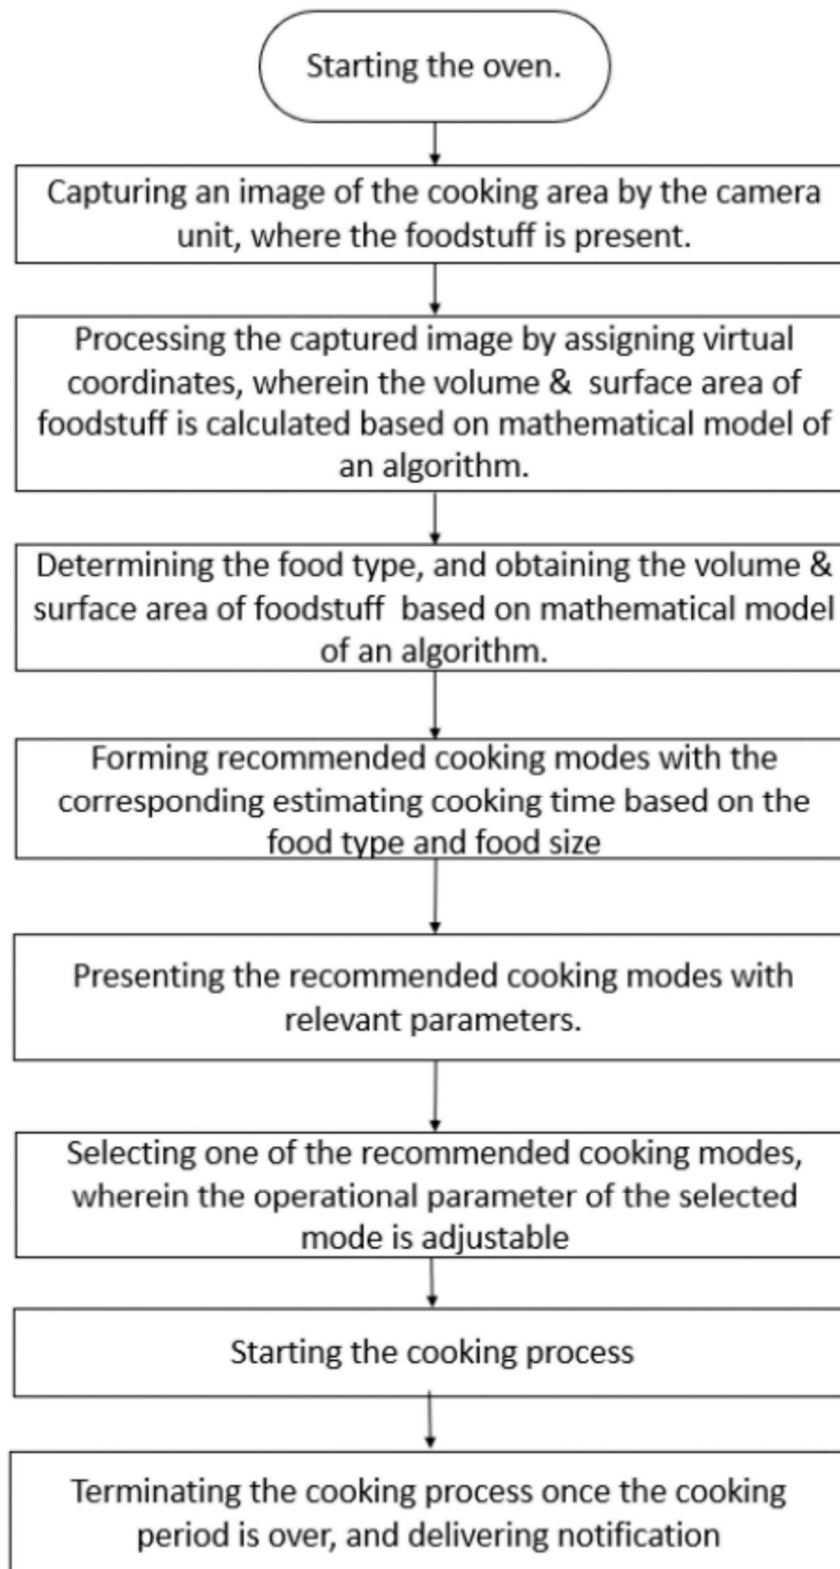 Starting the oven.
Capturing an image of the cooking area by the camera
unit, where the foodstuff is present.
Processing the captured image by assigning virtual
coordinates, wherein the volume & surface area of
foodstuff is calculated based on mathematical model of
an algorithm.
Determining the food type, and obtaining the volume &
surface area of foodstuff based on mathematical model
of an algorithm.
Forming recommended cooking modes with the
corresponding estimating cooking time based on the
food type and food size
Presenting the recommended cooking modes with
relevant parameters.
Selecting one of the recommended cooking modes,
wherein the operational parameter of the selected
mode is adjustable
Starting the cooking process
Terminating the cooking process once the cooking
period is over, and delivering notification